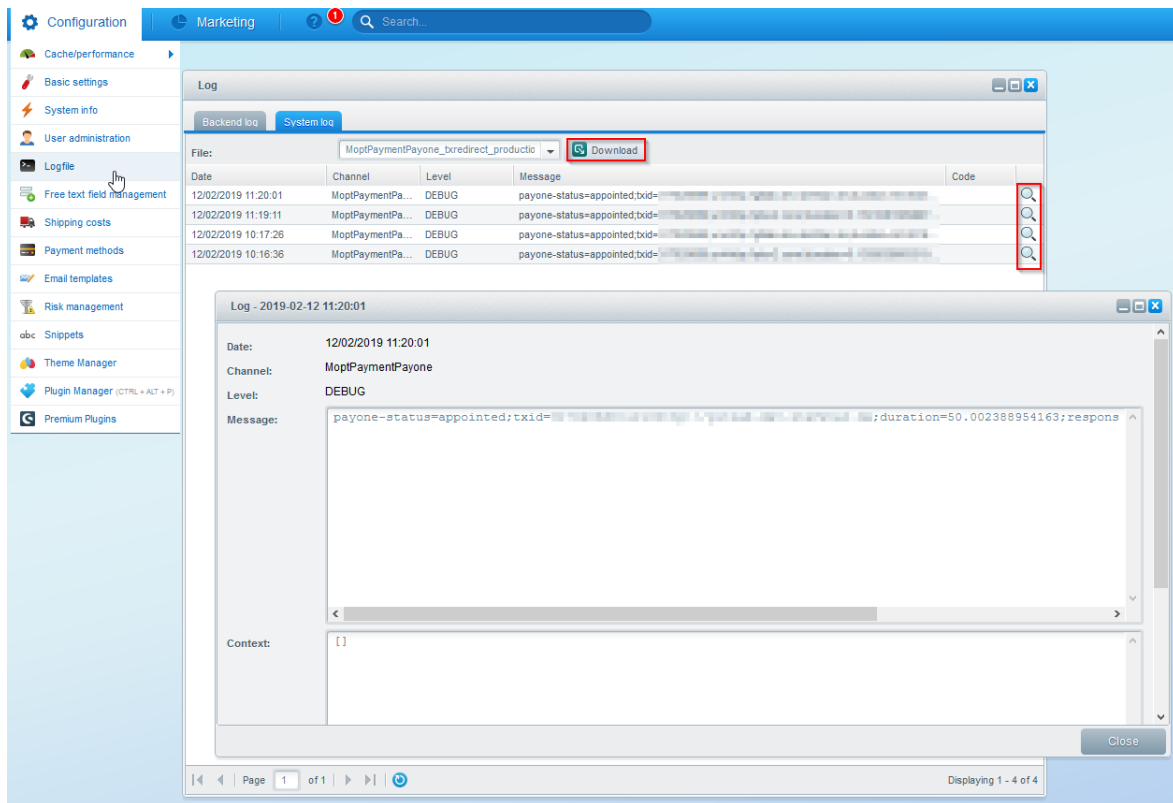 Configuration Marketing ? 1 Search...
Cache/performance
Basic settings
System info
User administration
Logfile
Free text field management
Shipping costs
Payment methods
Email templates
Risk management
abc Snippets
Theme Manager
Plugin Manager (CTRL + ALT + P)
Premium Plugins
Log
Backend log System log
File: MoptPaymentPayone_txredirect_productic Download
Date Channel Level Message Code
12/02/2019 11:20:01 MoptPaymentPa... DEBUG payone-status=appointed;txid=
12/02/2019 11:19:11 MoptPaymentPa... DEBUG payone-status=appointed;txid=
12/02/2019 10:17:26 MoptPaymentPa... DEBUG payone-status=appointed;txid=
12/02/2019 10:16:36 MoptPaymentPa... DEBUG payone-status=appointed;txid=
Log - 2019-02-12 11:20:01
Date: 12/02/2019 11:20:01
Channel: MoptPaymentPayone
Level: DEBUG
Message: payone-status=appointed;txid= ;duration=50.002388954163;respons
Context: []
Close
Page 1 of 1 Displaying 1 - 4 of 4